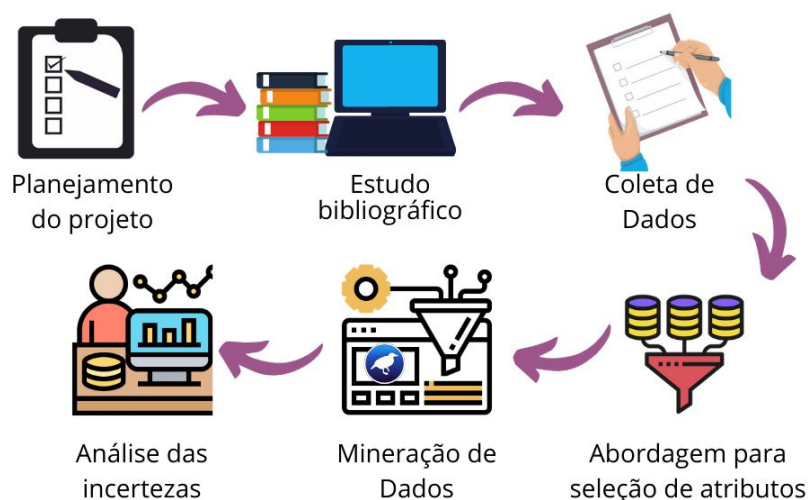 Planejamento
do projeto
Estudo
bibliográfico
Coleta de
Dados
Abordagem para
seleção de atributos
Mineração de
Dados
Análise das
incertezas